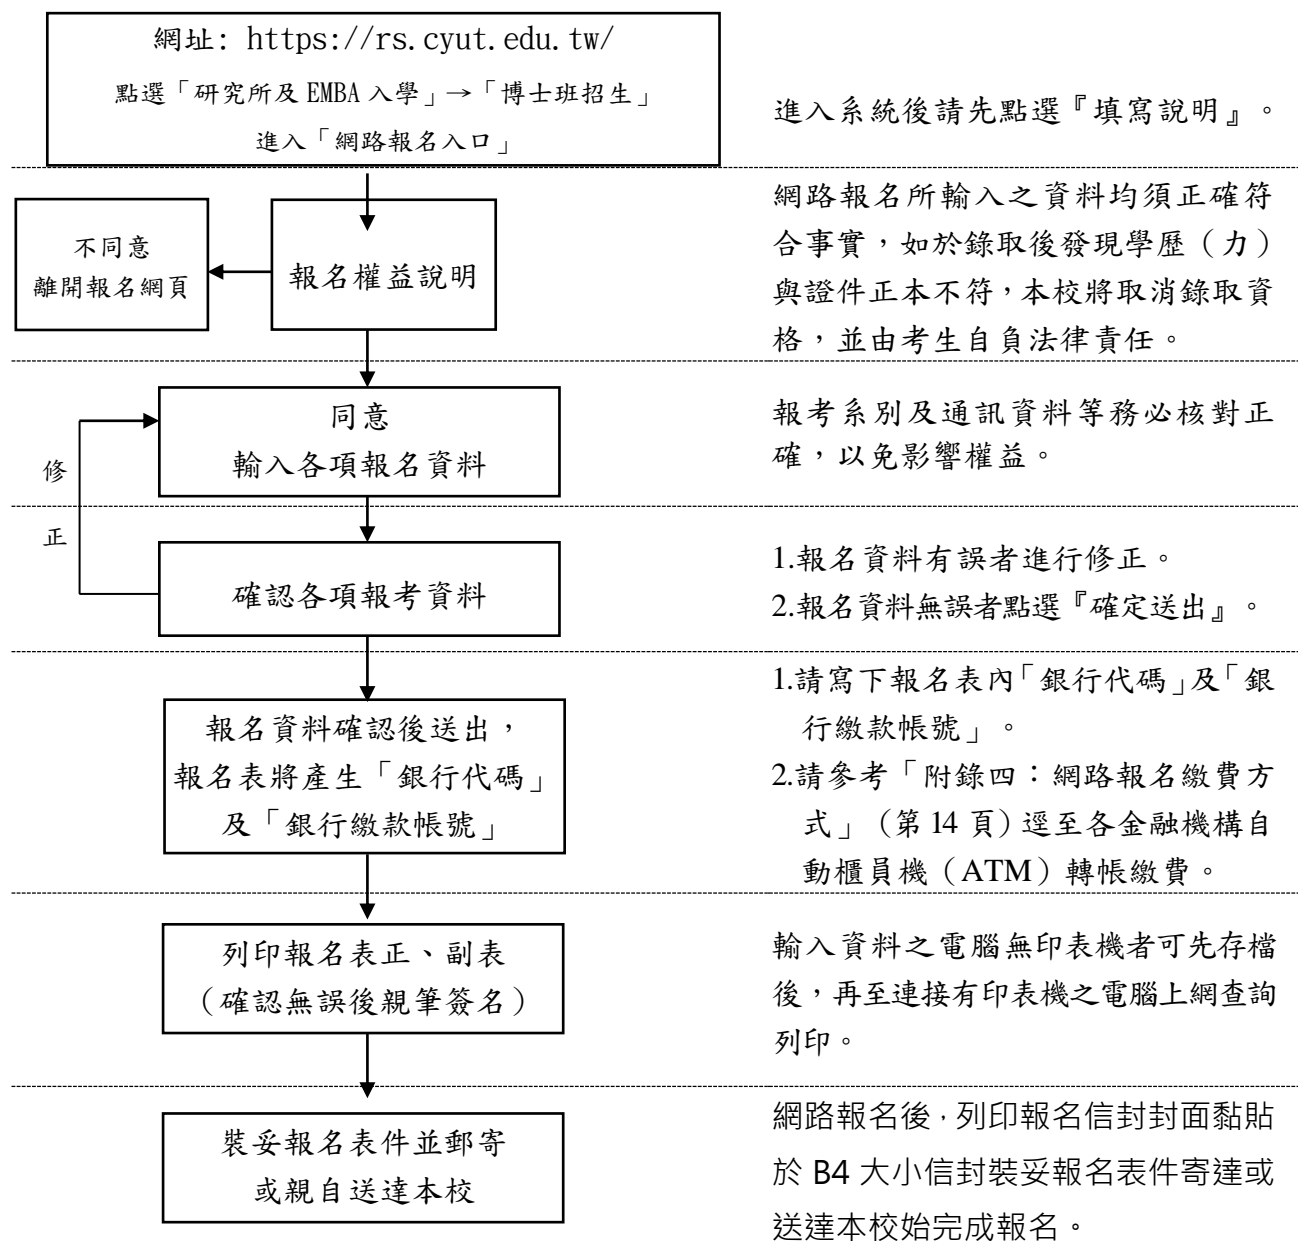 網址: https://rs.cyut.edu.tw/
點選「研究所及 EMBA 入學」→「博士班招生」
進入「網路報名入口」
進入系統後請先點選『填寫說明』。
不同意
離開報名網頁
報名權益說明
網路報名所輸入之資料均須正確符
合事實，如於錄取後發現學歷（力）
與證件正本不符，本校將取消錄取資
格，並由考生自負法律責任。
同意
輸入各項報名資料
報考系別及通訊資料等務必核對正
確，以免影響權益。
修
正
確認各項報考資料
1.報名資料有誤者進行修正。
2.報名資料無誤者點選『確定送出』。
報名資料確認後送出，
報名表將產生「銀行代碼」
及「銀行繳款帳號」
1.請寫下報名表內「銀行代碼」及「銀
行繳款帳號」。
2.請參考「附錄四：網路報名繳費方
式」（第 14 頁）逕至各金融機構自
動櫃員機（ATM）轉帳繳費。
列印報名表正、副表
（確認無誤後親筆簽名）
輸入資料之電腦無印表機者可先存檔
後，再至連接有印表機之電腦上網查詢
列印。
裝妥報名表件並郵寄
或親自送達本校
網路報名後，列印報名信封封面黏貼
於 B4 大小信封裝妥報名表件寄達或
送達本校始完成報名。